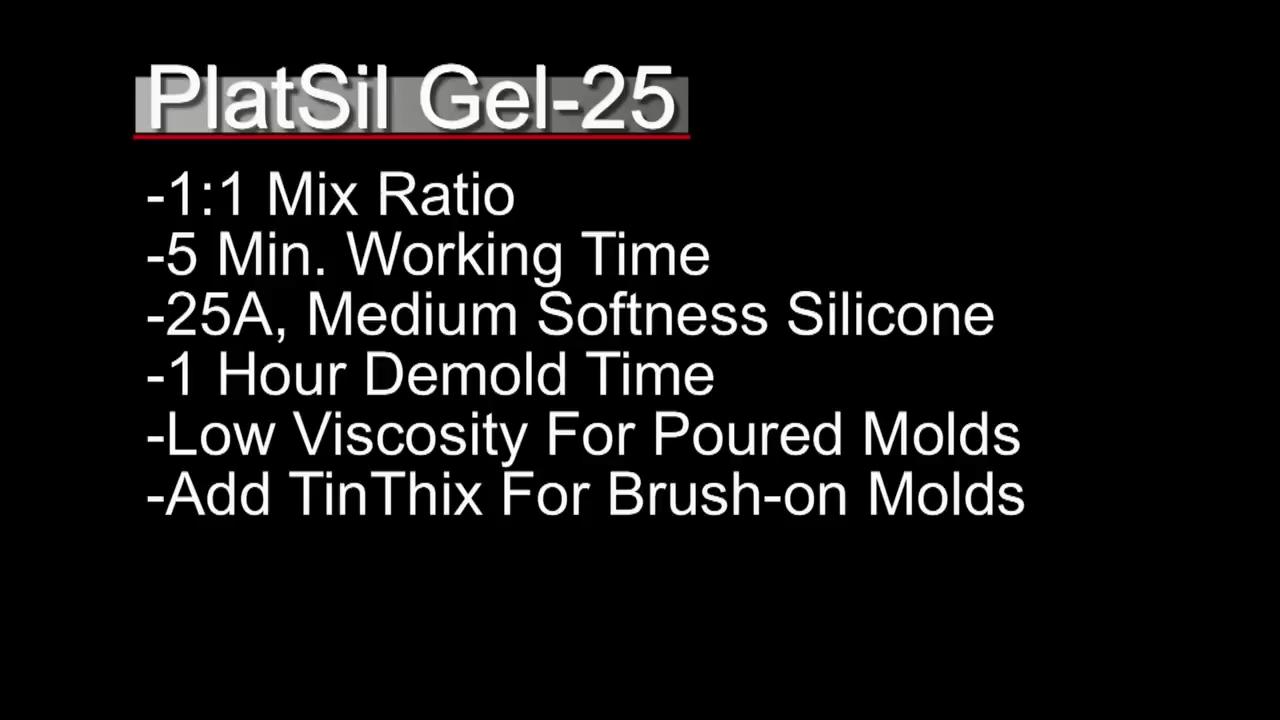 PlatSil Gel-25
-1:1 Mix Ratio
-5 Min. Working Time
-25A, Medium Softness Silicone
-1 Hour Demold Time
-Low Viscosity For Poured Molds
-Add TinThix For Brush-on Molds